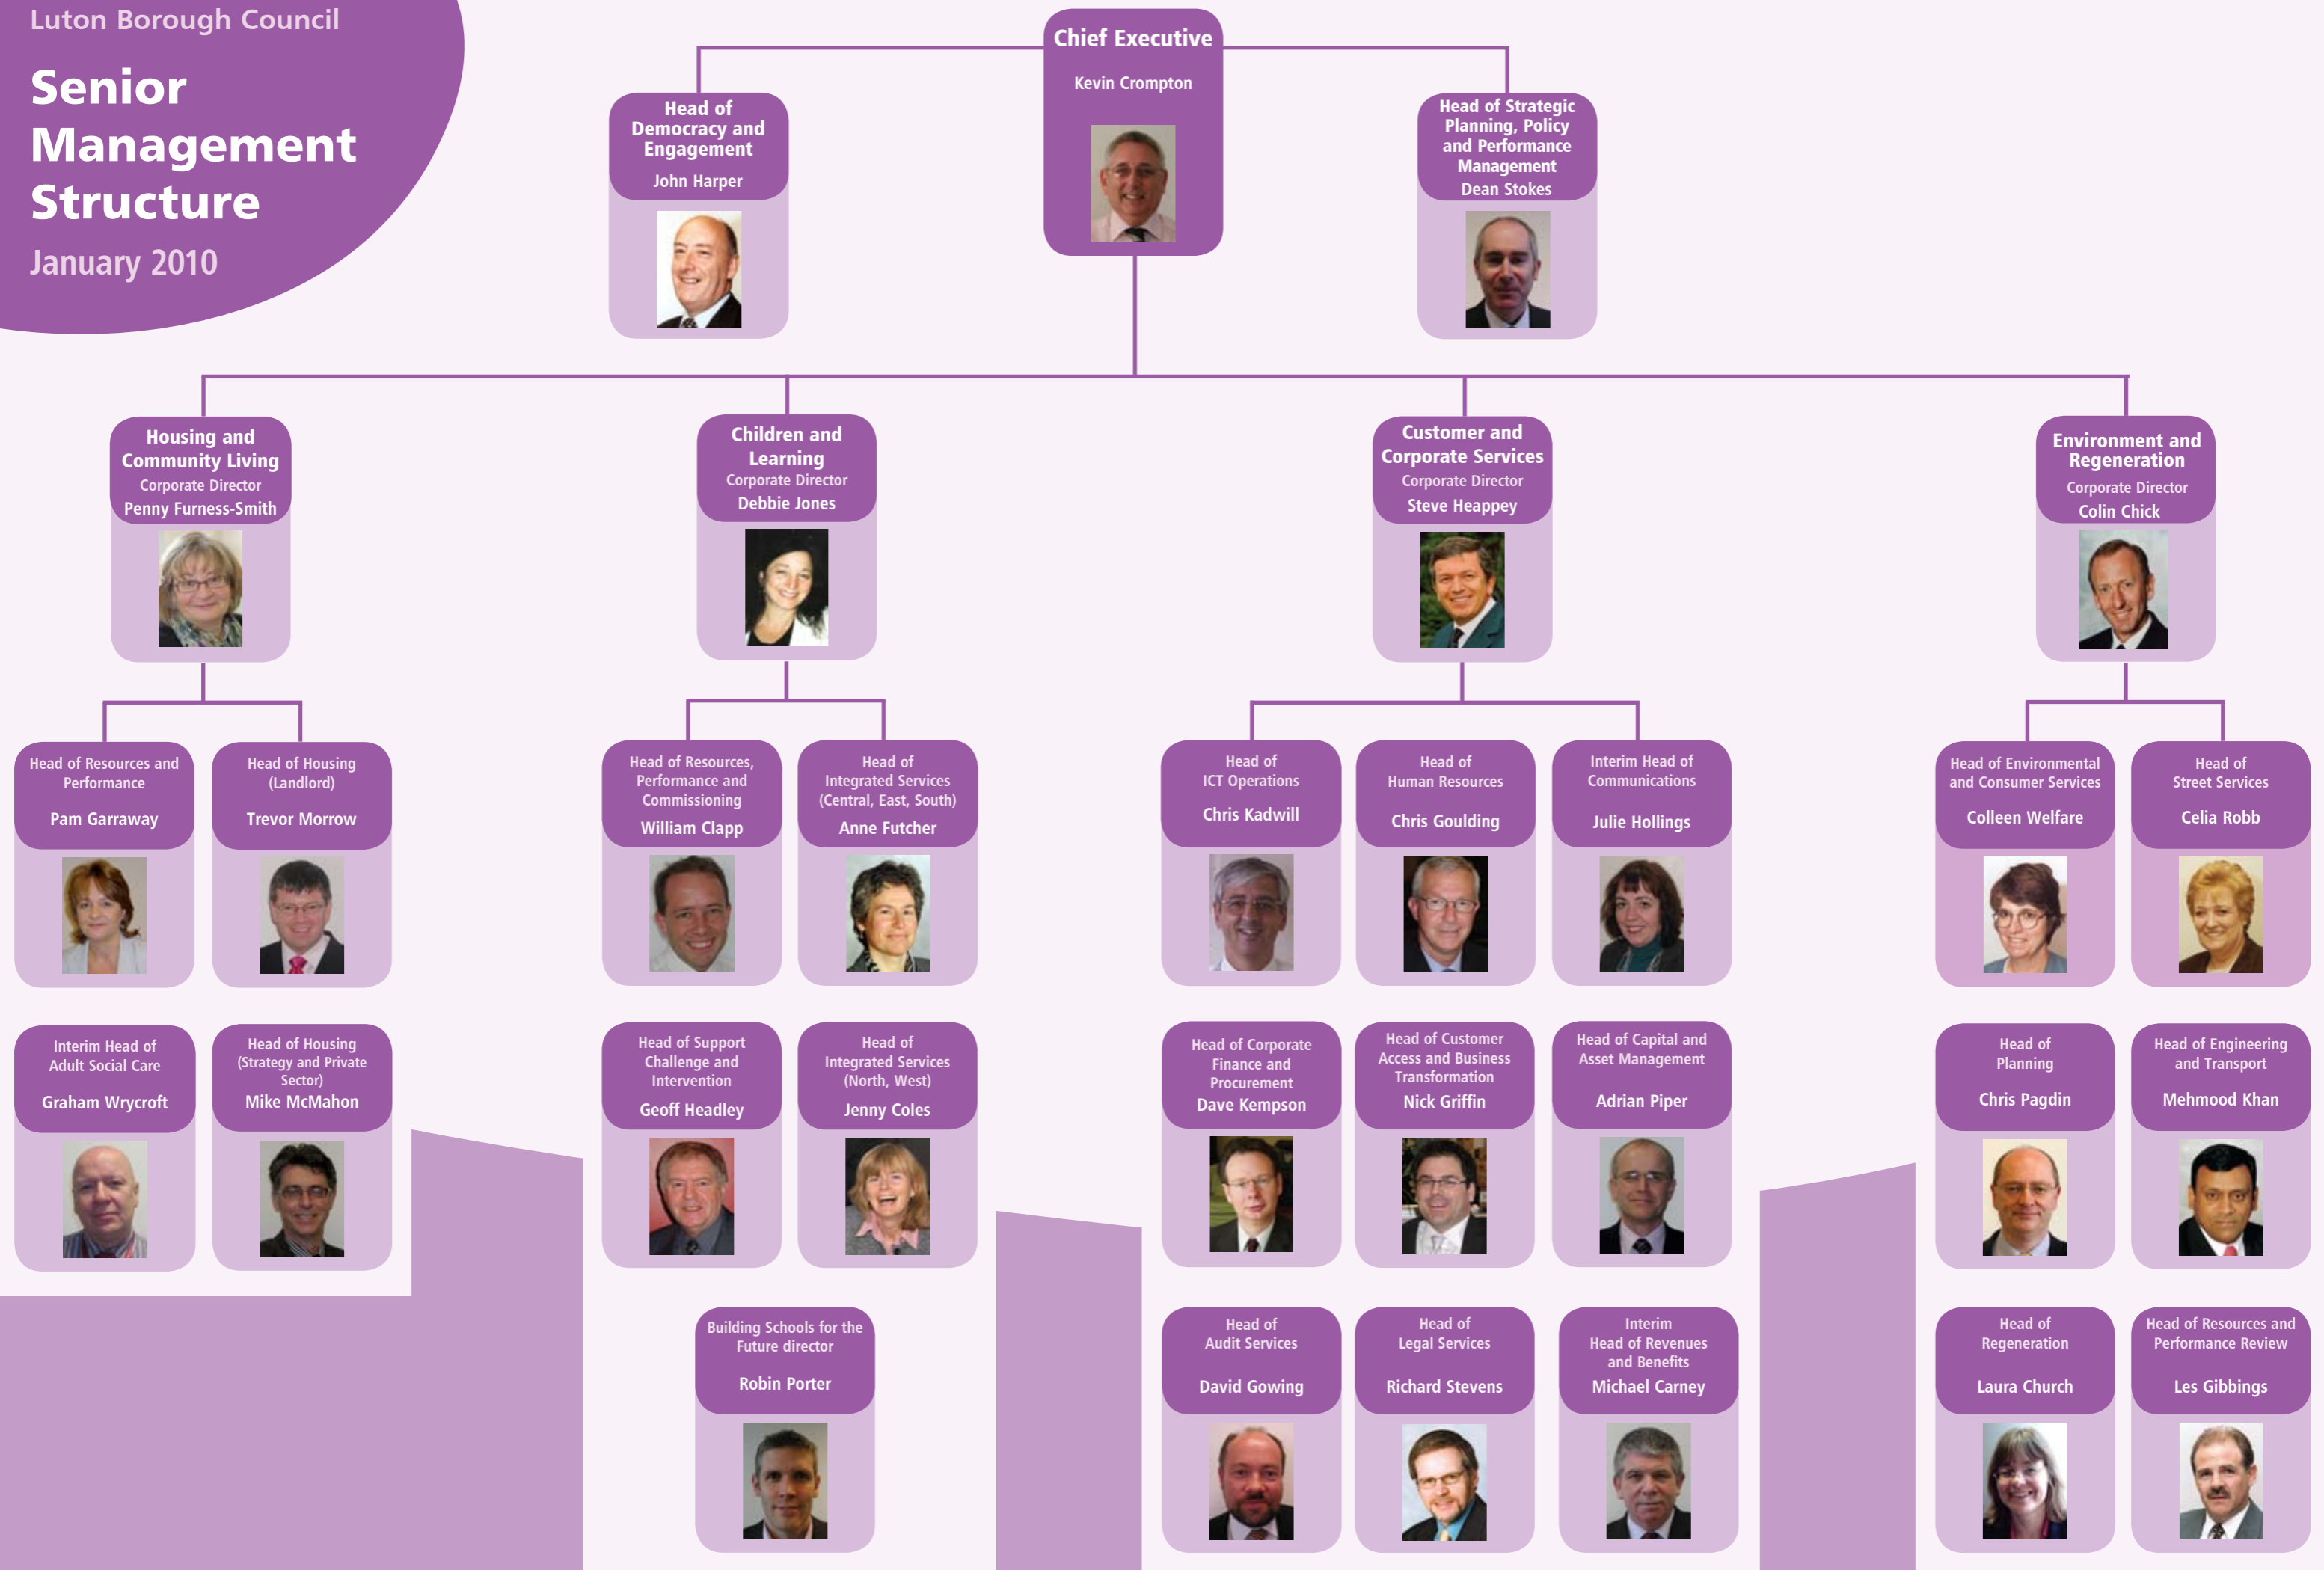 Luton Borough Council
Senior
Management
Structure
January 2010
Chief Executive
Kevin Crompton
Head of
Democracy and
Engagement
John Harper
Head of Strategic
Planning, Policy
and Performance
Management
Dean Stokes
Housing and
Community Living
Corporate Director
Penny Furness-Smith
Children and
Learning
Corporate Director
Debbie Jones
Customer and
Corporate Services
Corporate Director
Steve Heappey
Environment and
Regeneration
Corporate Director
Colin Chick
Head of Resources and
Performance
Pam Garraway
Head of Housing
(Landlord)
Trevor Morrow
Head of Resources,
Performance and
Commissioning
William Clapp
Head of
Integrated Services
(Central, East, South)
Anne Futcher
Head of
ICT Operations
Chris Kadwill
Head of
Human Resources
Chris Goulding
Interim Head of
Communications
Julie Hollings
Head of Environmental
and Consumer Services
Colleen Welfare
Head of
Street Services
Celia Robb
Interim Head of
Adult Social Care
Graham Wrycroft
Head of Housing
(Strategy and Private
Sector)
Mike McMahon
Head of Support
Challenge and
Intervention
Geoff Headley
Head of
Integrated Services
(North, West)
Jenny Coles
Head of Corporate
Finance and
Procurement
Dave Kempson
Head of Customer
Access and Business
Transformation
Nick Griffin
Head of Capital and
Asset Management
Adrian Piper
Head of
Planning
Chris Pagdin
Head of Engineering
and Transport
Mehmood Khan
Building Schools for the
Future director
Robin Porter
Head of
Audit Services
David Gowing
Head of
Legal Services
Richard Stevens
Interim
Head of Revenues
and Benefits
Michael Carney
Head of
Regeneration
Laura Church
Head of Resources and
Performance Review
Les Gibbings